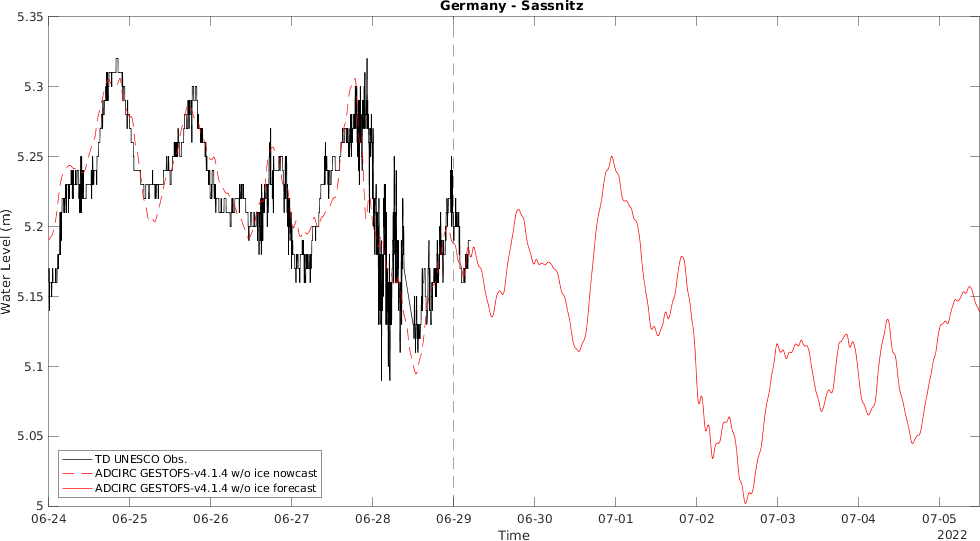 Germany - Sassnitz
5.35
5.3
5.25
5.2
5.15
5.1
5.05
5
Water Level (m)
TD UNESCO Obs.
ADCIRC GESTOFS-v4.1.4 w/o ice nowcast
ADCIRC GESTOFS-v4.1.4 w/o ice forecast
06-24 06-25 06-26 06-27 06-28 06-29 06-30 07-01 07-02 07-03 07-04 07-05
Time
2022